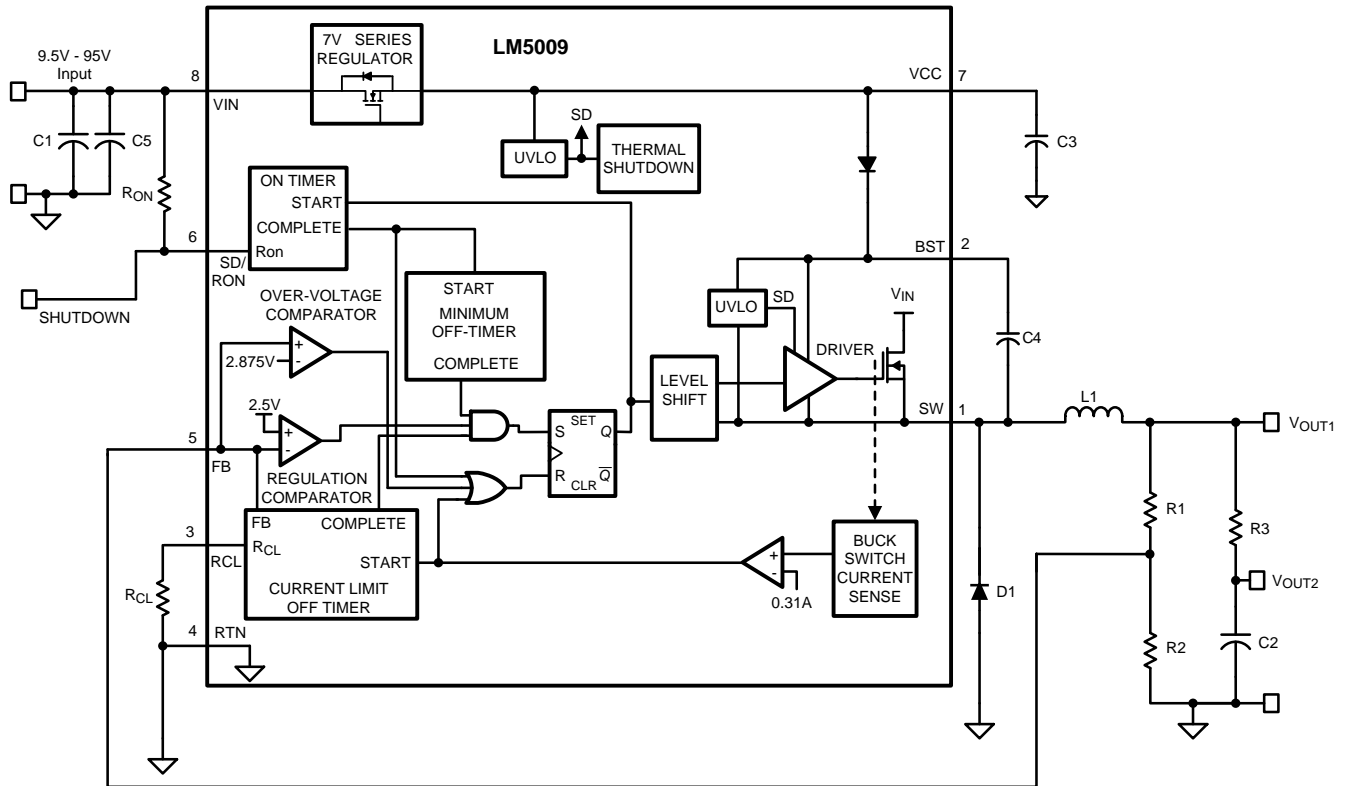 LM5009
9.5V - 95V
Input
8
VIN
7V SERIES
REGULATOR
VCC
7
C1
C5
UVLO
SD
THERMAL
SHUTDOWN
C3
RON
ON TIMER
START
COMPLETE
Ron
6
SD/
RON
SHUTDOWN
START
MINIMUM
OFF-TIMER
COMPLETE
OVER-VOLTAGE
COMPARATOR
+
-
2.875V
BST
2
UVLO
SD
VIN
DRIVER
C4
LEVEL
SHIFT
SW
1
L1
VOUT1
2.5V
+
-
5
FB
REGULATION
COMPARATOR
S
SET
Q
R
CLR
Q
FB
COMPLETE
RCL
START
CURRENT LIMIT
OFF TIMER
3
RCL
RCL
4
RTN
+
-
0.31A
BUCK
SWITCH
CURRENT
SENSE
D1
R1
R3
VOUT2
R2
C2